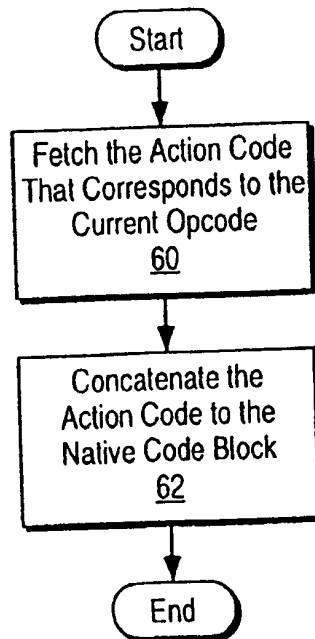 Start
Fetch the Action Code
That Corresponds to the
Current Opcode
60
Concatenate the
Action Code to the
Native Code Block
62
End